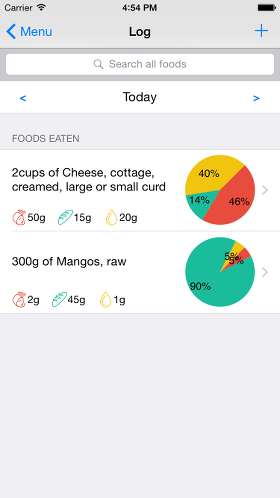 Carrier 4:54 PM
Menu Log +
Search all foods
< Today >
FOODS EATEN
2cups of Cheese, cottage,
creamed, large or small curd
50g 15g 20g
40%
14% 46%
300g of Mangos, raw
2g 45g 1g
5%
5%
90%